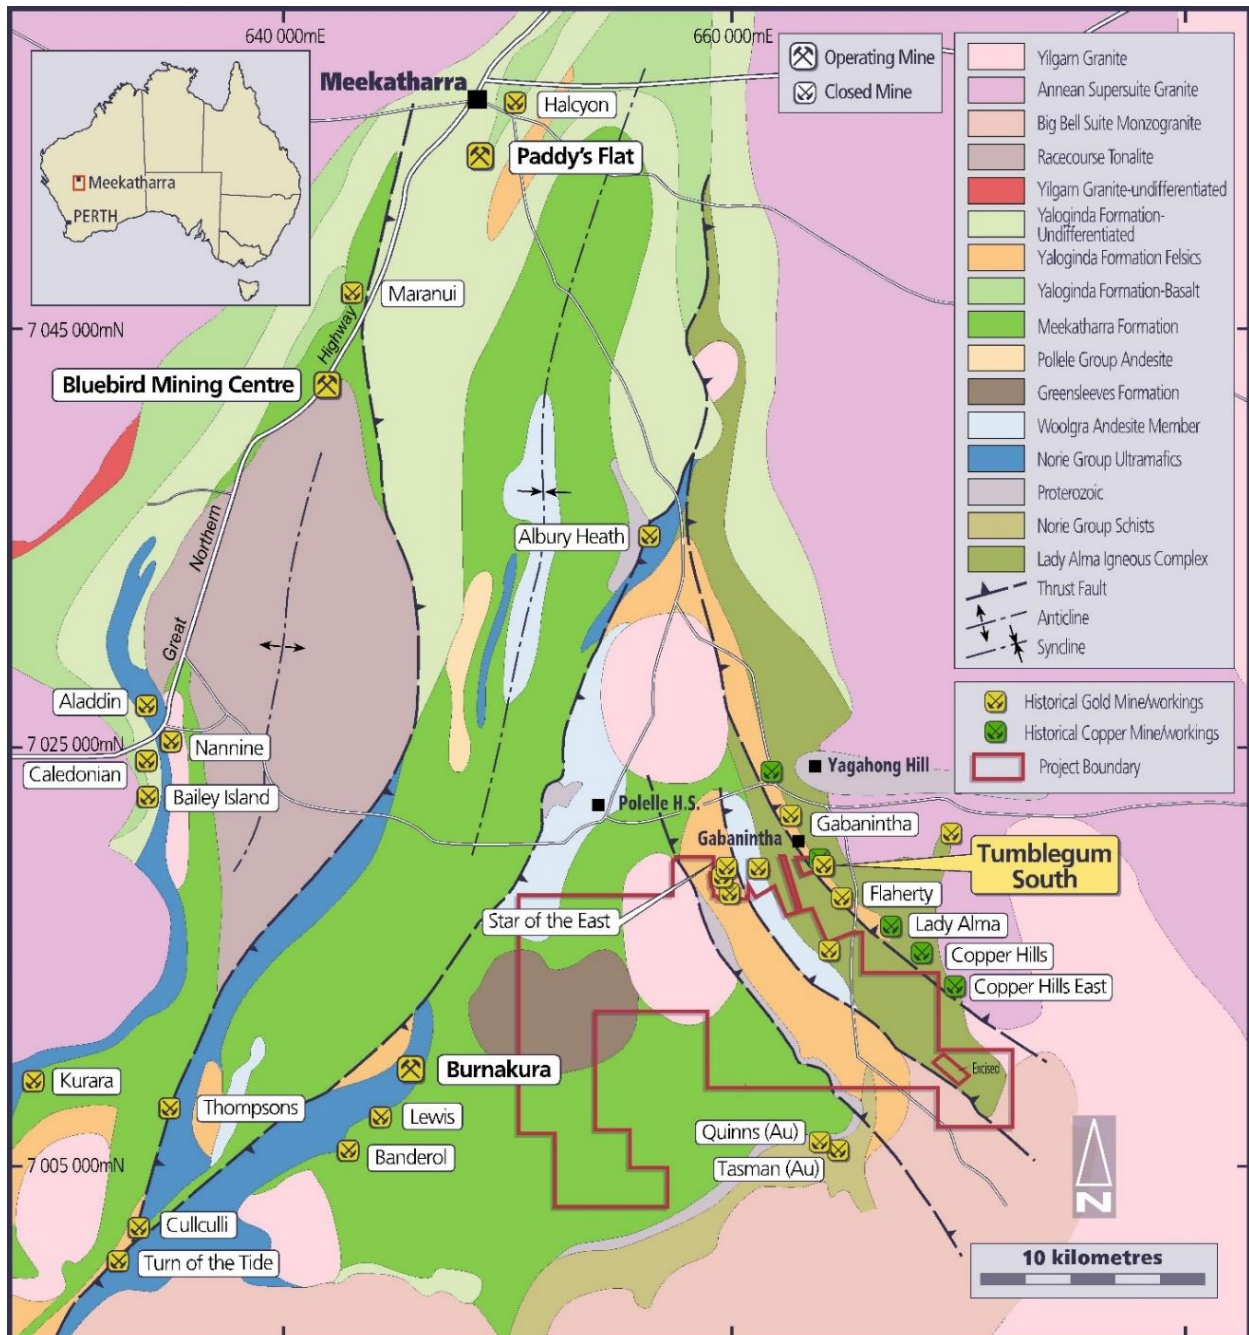 640 000mE
660 000mE
Meekatharra
PERTH
Meekatharra
Halcyon
Paddy's Flat
Operating Mine
Closed Mine
Yilgarn Granite
Annean Supersuite Granite
Big Bell Suite Monzogranite
Racecourse Tonalite
Yilgarn Granite-undifferentiated
Yaloginda Formation-
Undifferentiated
Yaloginda Formation Felsics
Yaloginda Formation-Basalt
Meekatharra Formation
Pollele Group Andesite
Greensleeves Formation
Woolgra Andesite Member
Norie Group Ultramafics
Proterozoic
Norie Group Schists
Lady Alma Igneous Complex
Thrust Fault
Anticline
Syncline
Historical Gold Mine/workings
Historical Copper Mine/workings
Project Boundary
Maranui
7 045 000mN
Highway
Bluebird Mining Centre
Northern
Great
Albury Heath
Aladdin
7 025 000mN
Nannine
Caledonian
Bailey Island
Yagahong Hill
Polelle H.S.
Gabanintha
Gabanintha
Tumblegum
South
Star of the East
Flaherty
Lady Alma
Copper Hills
Copper Hills East
Excised
Burnakura
Kurara
Thompsons
Lewis
Banderol
Quinns (Au)
Tasman (Au)
7 005 000mN
Cullculli
Turn of the Tide
N
10 kilometres